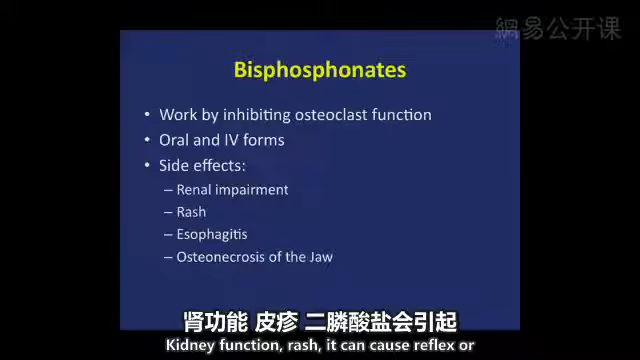 網易公开课
Bisphosphonates
• Work by inhibiting osteoclast function
• Oral and IV forms
• Side effects:
– Renal impairment
– Rash
– Esophagitis
– Osteonecrosis of the Jaw
肾功能 皮疹 二膦酸盐会引起
Kidney function, rash, it can cause reflex or